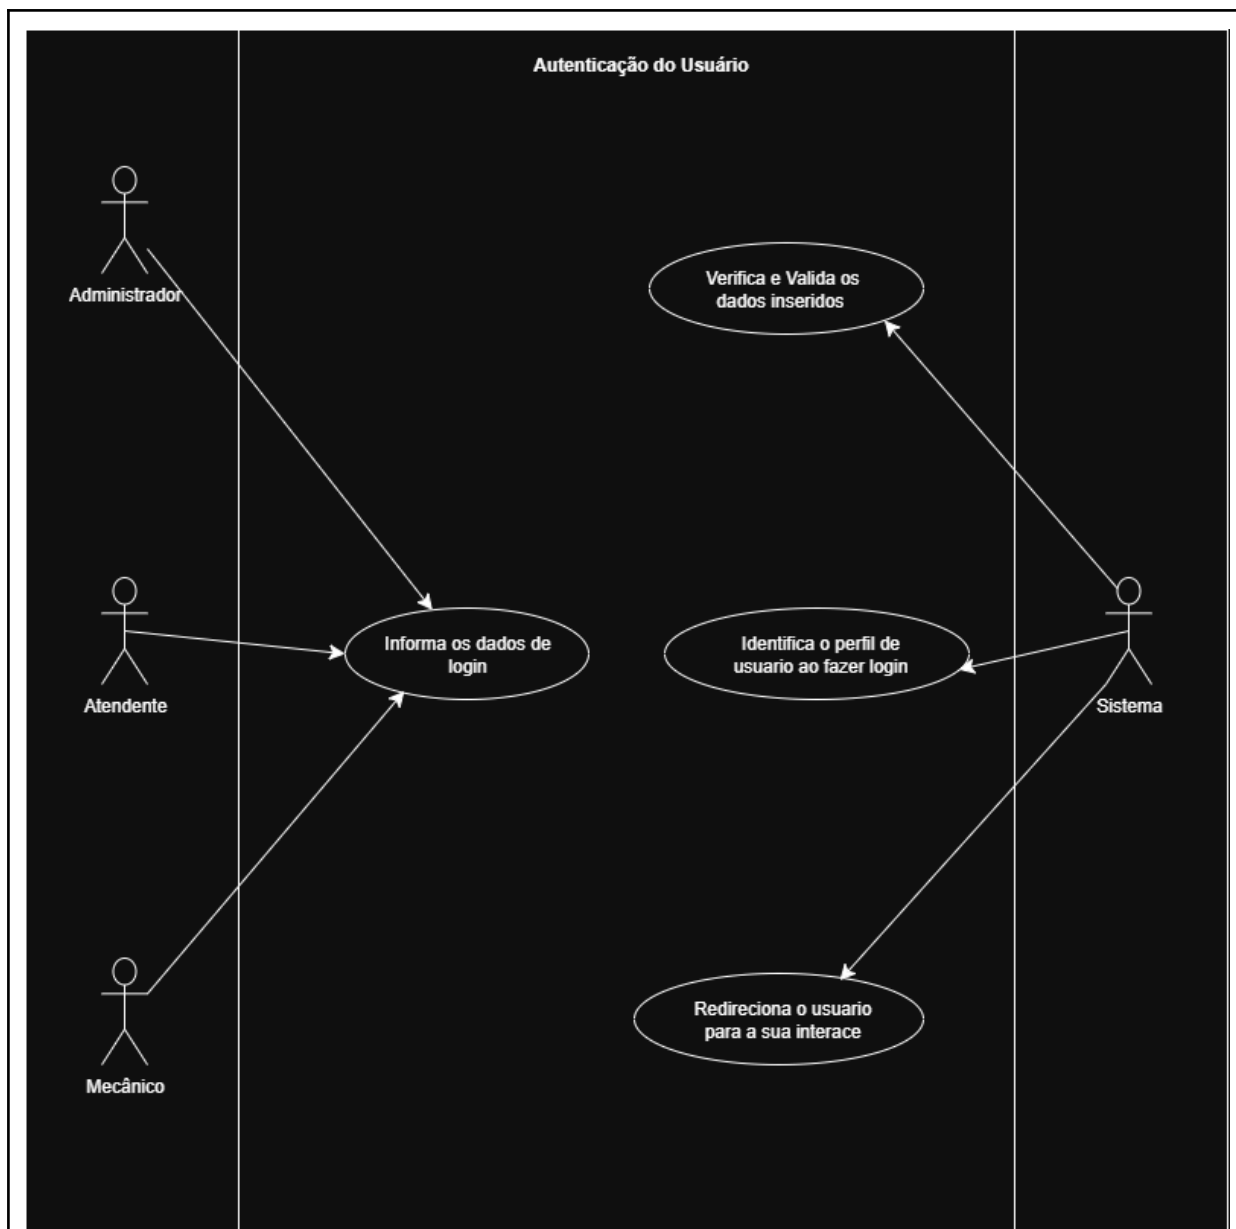 Autenticação do Usuário
Administrador
Verifica e Valida os
dados inseridos
Atendente
Informa os dados de
login
Identifica o perfil de
usuario ao fazer login
Sistema
Redireciona o usuario
para a sua interace
Mecânico